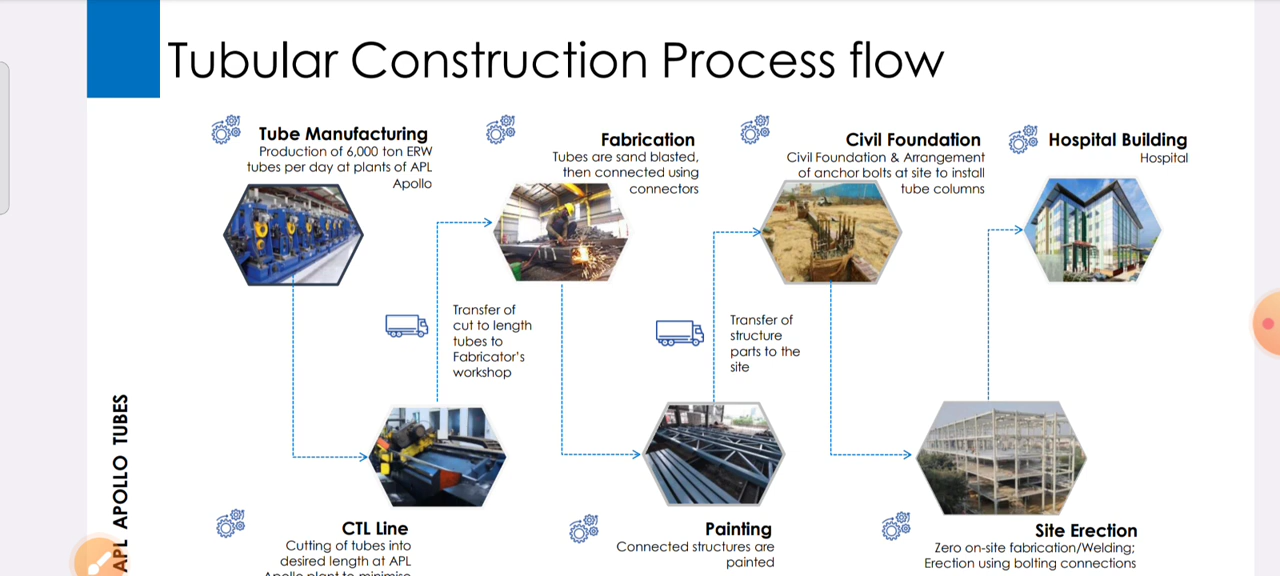 Tubular Construction Process flow
Tube Manufacturing
Production of 6,000 ton ERW
tubes per day at plants of APL
Apollo
Fabrication
Tubes are sand blasted,
then connected using
connectors
Civil Foundation
Civil Foundation & Arrangement
of anchor bolts at site to install
tube columns
Hospital Building
Hospital
Transfer of
cut to length
tubes to
Fabricator's
workshop
Transfer of
structure
parts to the
site
APL APOLLO TUBES
CTL Line
Cutting of tubes into
desired length at APL
Apollo plant to minimise
Painting
Connected structures are
painted
Site Erection
Zero on-site fabrication/Welding;
Erection using bolting connections